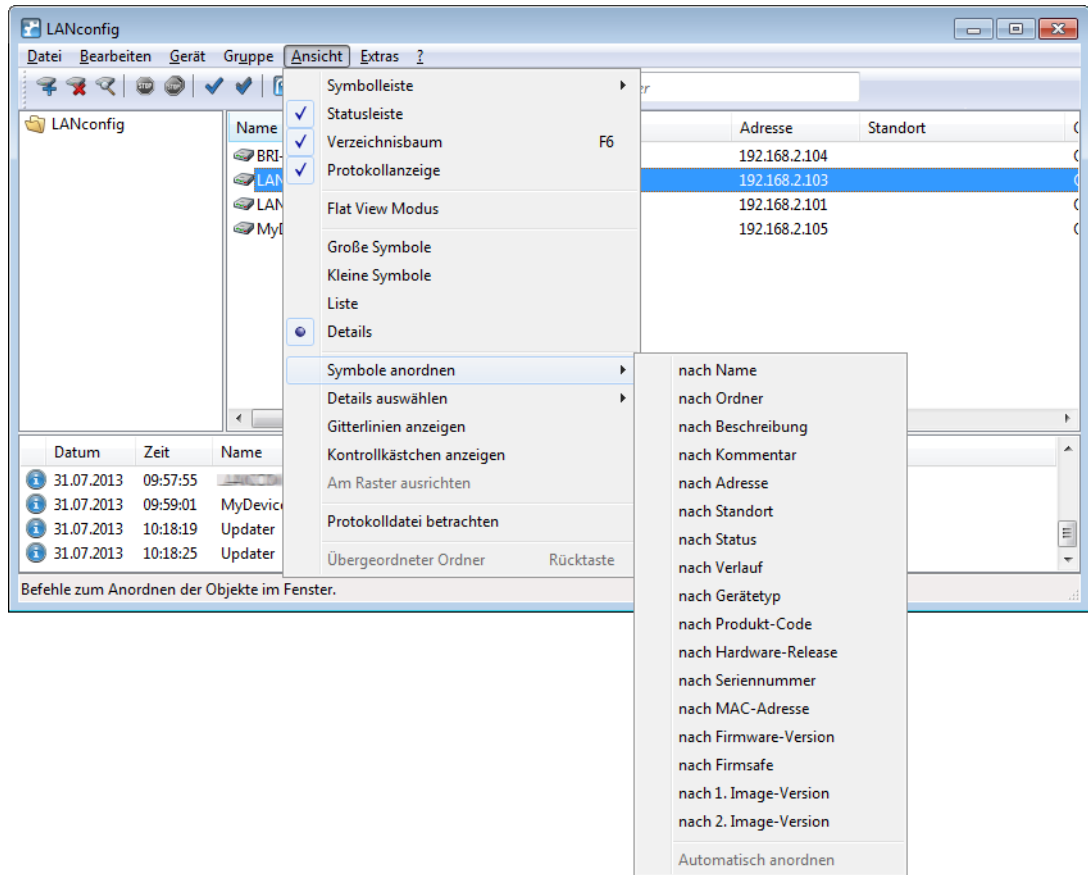 LANconfig
Datei Bearbeiten Gerät Gruppe Ansicht Extras ?
LANconfig
Name Adresse Standort
BRI- 192.168.2.104
LAN 192.168.2.103
LAN 192.168.2.101
MyD 192.168.2.105
Symbolleiste
Statusleiste
Verzeichnisbaum F6
Protokollanzeige
Flat View Modus
Große Symbole
Kleine Symbole
Liste
Details
Symbole anordnen
Details auswählen
Gitterlinien anzeigen
Kontrollkästchen anzeigen
Am Raster ausrichten
Protokolldatei betrachten
Übergeordneter Ordner Rücktaste
nach Name
nach Ordner
nach Beschreibung
nach Kommentar
nach Adresse
nach Standort
nach Status
nach Verlauf
nach Gerätetyp
nach Produkt-Code
nach Hardware-Release
nach Seriennummer
nach MAC-Adresse
nach Firmware-Version
nach Firmsafe
nach 1. Image-Version
nach 2. Image-Version
Automatisch anordnen
Datum Zeit Name
31.07.2013 09:57:55
31.07.2013 09:59:01 MyDevice
31.07.2013 10:18:19 Updater
31.07.2013 10:18:25 Updater
Befehle zum Anordnen der Objekte im Fenster.